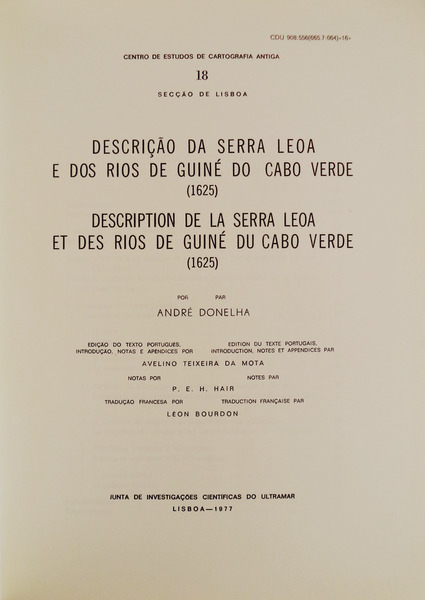 CDU 908:556(665.7:664)«16»
CENTRO DE ESTUDOS DE CARTOGRAFIA ANTIGA
18
SECÇÃO DE LISBOA
DESCRIÇÃO DA SERRA LEOA
E DOS RIOS DE GUINÉ DO CABO VERDE
(1625)
DESCRIPTION DE LA SERRA LEOA
ET DES RIOS DE GUINÉ DU CABO VERDE
(1625)
POR PAR
ANDRÉ DONELHA
EDIÇÃO DO TEXTO PORTUGUÊS, EDITION DU TEXTE PORTUGAIS,
INTRODUÇÃO, NOTAS E APENDICES POR INTRODUCTION, NOTES ET APPENDICES PAR
AVELINO TEIXEIRA DA MOTA
NOTAS POR NOTES PAR
P. E. H. HAIR
TRADUÇÃO FRANCESA POR TRADUCTION FRANÇAISE PAR
LÉON BOURDON
JUNTA DE INVESTIGAÇÕES CIENTÍFICAS DO ULTRAMAR
LISBOA—1977